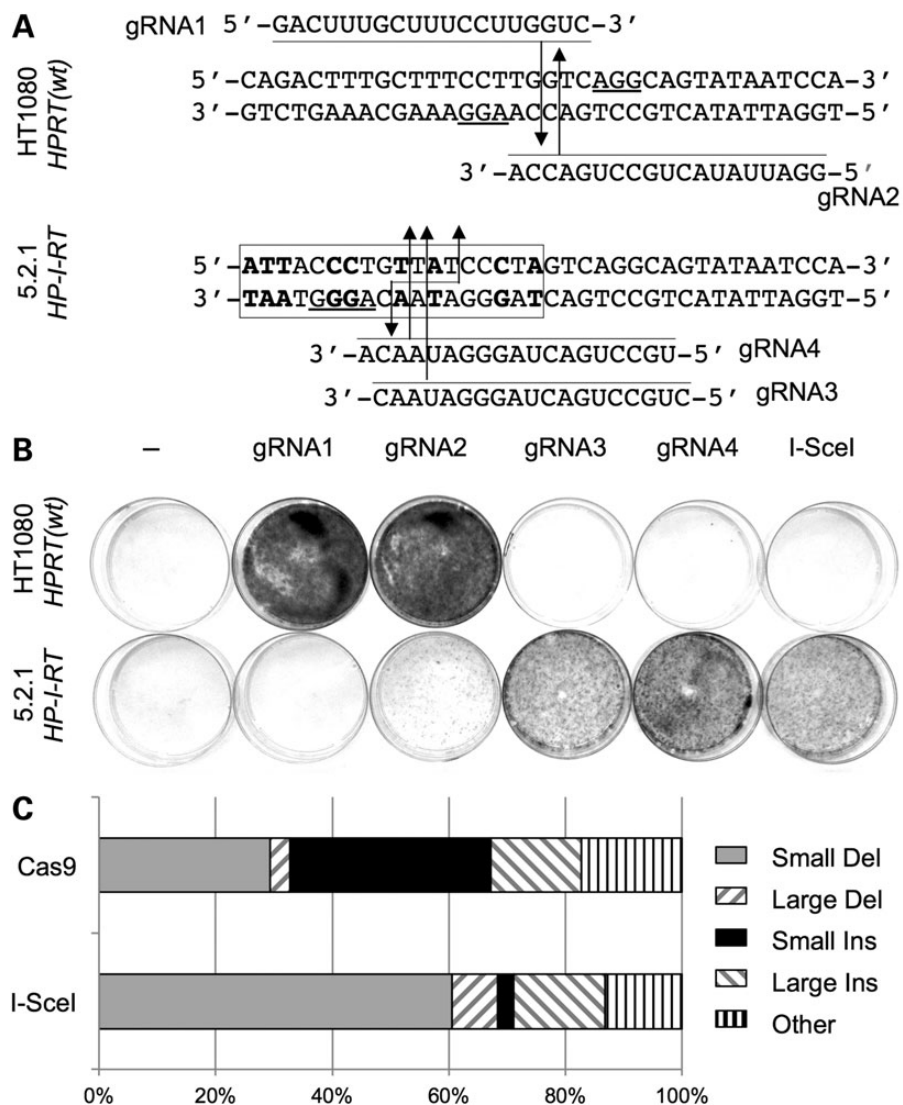 A
gRNA1 5′-GACUUUGCUUUCCUUGGUC-3′
HT1080
HPRT(wt)
5′-CAGACTTTGCTTTCCTTGGTCAGGCAGTATAATCCA-3′
3′-GTCTGAAACGAAAGGAACCAGTCCGTCATATTAGGT-5′
3′-ACCAGUCCGUCAUAUUAGG-5′
gRNA2
5.2.1
HP-I-RT
5′-ATTACCCTGTTATCCCTAGTCAGGCAGTATAATCCA-3′
3′-TAATGGGACAATAGGGATCAGTCCGTCATATTAGGT-5′
3′-ACAAUAGGGAUCAGUCCGU-5′ gRNA4
3′-CAAUAGGGAUCAGUCCGUC-5′ gRNA3
B
– gRNA1 gRNA2 gRNA3 gRNA4 I-SceI
HT1080
HPRT(wt)
5.2.1
HP-I-RT
C
Cas9
I-SceI
Small Del
Large Del
Small Ins
Large Ins
Other
0% 20% 40% 60% 80% 100%